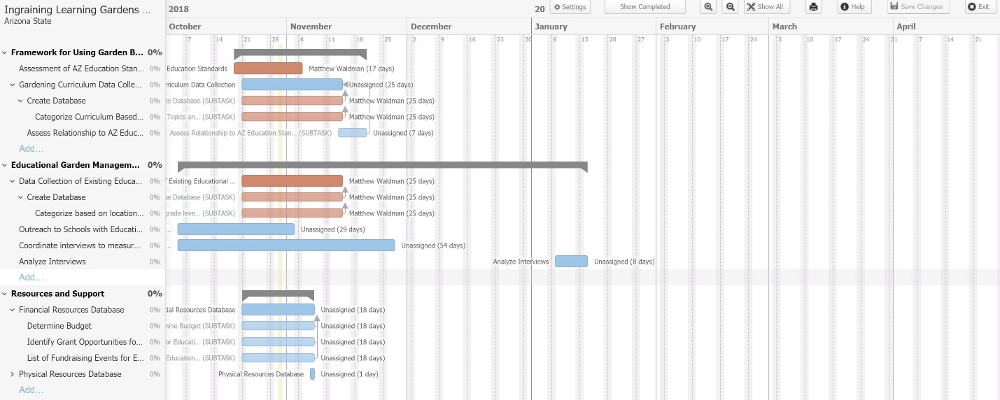 Ingraining Learning Gardens ...
Arizona State
2018
20
Settings
Show Completed
Show All
Help
Save Changes
Exit
October November December January February March April
7 14 21 28 4 11 18 25 2 9 16 23 30 6 13 20 27 3 10 17 24 3 10 17 24 31 7 14 21
Framework for Using Garden B... 0%
Assessment of AZ Education Stan... 0% Education Standards Matthew Waldman (17 days)
Gardening Curriculum Data Colle... 0% rriculum Data Collection Unassigned (25 days)
Create Database 0% te Database (SUBTASK) Matthew Waldman (25 days)
Categorize Curriculum Based... 0% Topics an... (SUBTASK) Matthew Waldman (25 days)
Assess Relationship to AZ Educ... 0% Assess Relationship to AZ Education Stan... (SUBTASK) Unassigned (7 days)
Add...
Educational Garden Managem... 0%
Data Collection of Existing Educa... 0% f Existing Educational ... Matthew Waldman (25 days)
Create Database 0% te Database (SUBTASK) Matthew Waldman (25 days)
Categorize based on location... 0% grade leve... (SUBTASK) Matthew Waldman (25 days)
Outreach to Schools with Educati... 0% ... Unassigned (29 days)
Coordinate interviews to measur... 0% ... Unassigned (54 days)
Analyze Interviews 0% Analyze Interviews Unassigned (8 days)
Add...
Resources and Support 0%
Financial Resources Database 0% cial Resources Database Unassigned (18 days)
Determine Budget 0% mine Budget (SUBTASK) Unassigned (18 days)
Identify Grant Opportunities fo... 0% or Educati... (SUBTASK) Unassigned (18 days)
List of Fundraising Events for E... 0% Education... (SUBTASK) Unassigned (18 days)
Physical Resources Database 0% Physical Resources Database Unassigned (1 day)
Add...